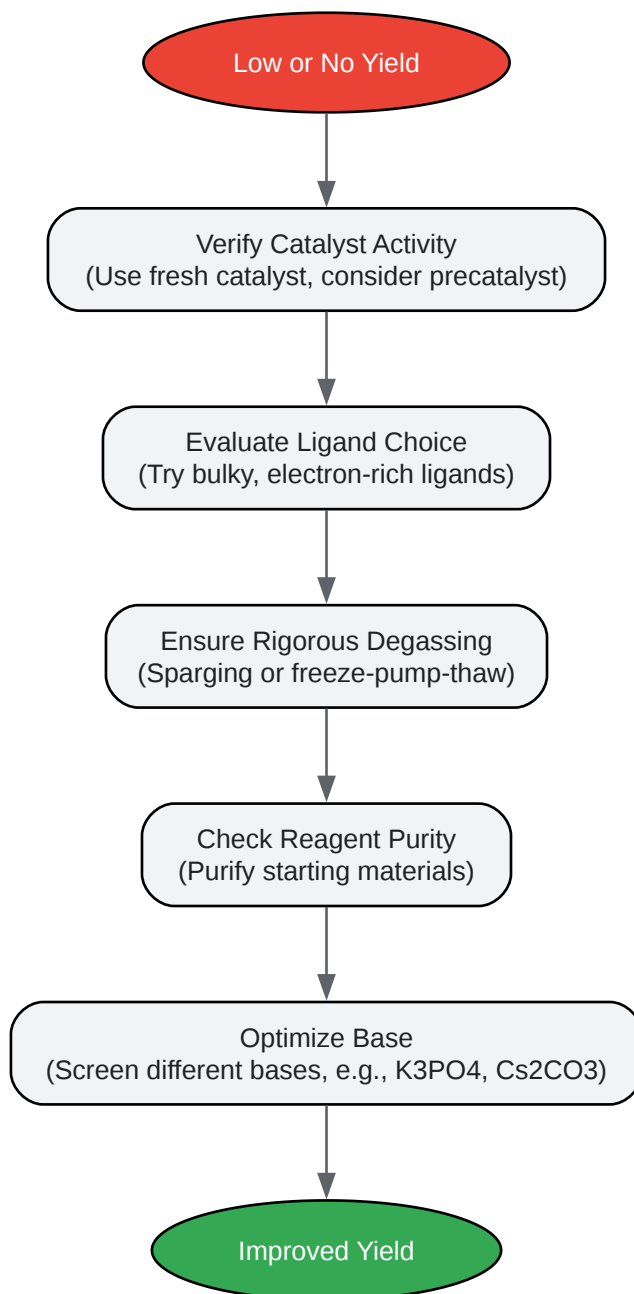 Low or No Yield
Verify Catalyst Activity
(Use fresh catalyst, consider precatalyst)
Evaluate Ligand Choice
(Try bulky, electron-rich ligands)
Ensure Rigorous Degassing
(Sparging or freeze-pump-thaw)
Check Reagent Purity
(Purify starting materials)
Optimize Base
(Screen different bases, e.g., K3PO4, Cs2CO3)
Improved Yield